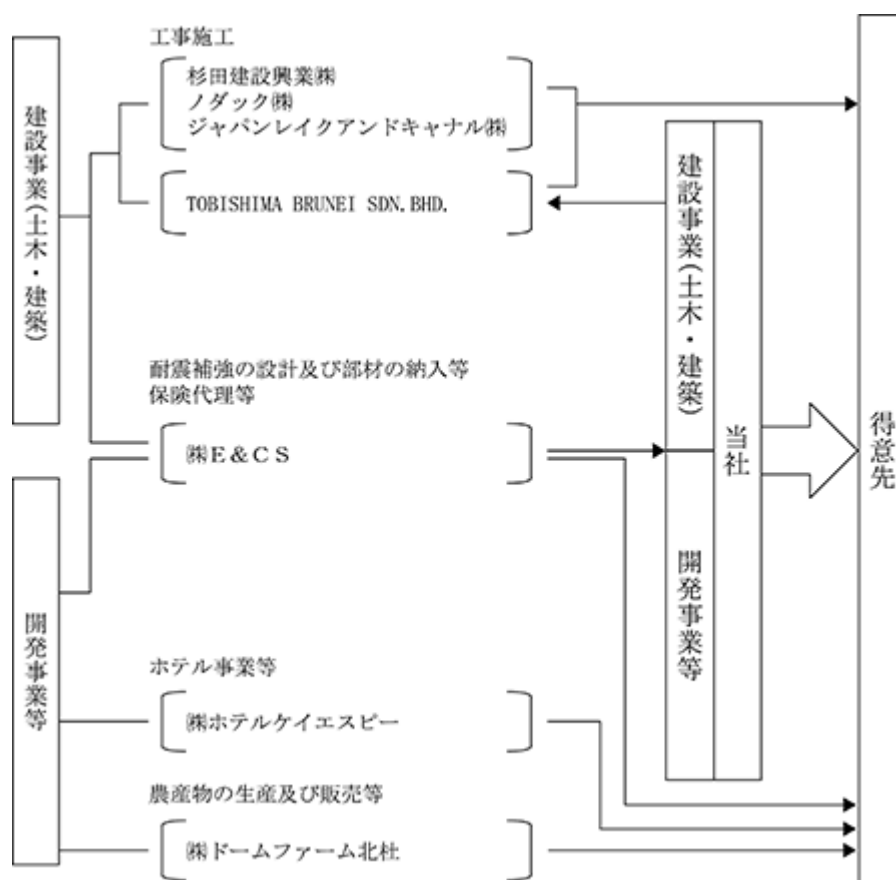 工事施工
杉田建設興業㈱
ノダック㈱
ジャパンレイクアンドキャナル㈱
TOBISHIMA BRUNEI SDN.BHD.
建設事業(土木・建築)
耐震補強の設計及び部材の納入等
保険代理等
㈱E&CS
開発事業等
ホテル事業等
㈱ホテルケイエスピー
農産物の生産及び販売等
㈱ドームファーム北杜
建設事業(土木・建築)
開発事業等
当社
得意先